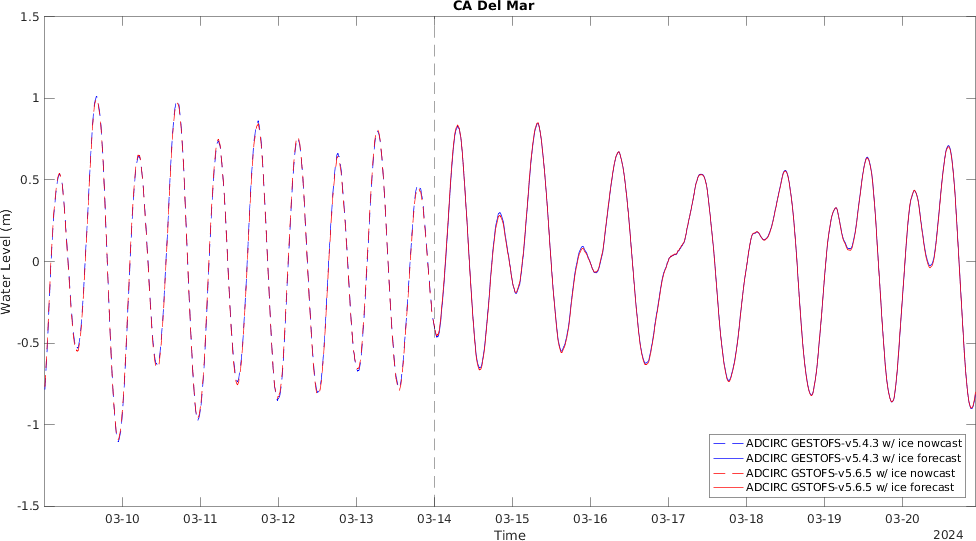 CA Del Mar
1.5
1
0.5
0
-0.5
-1
-1.5
Water Level (m)
ADCIRC GESTOFS-v5.4.3 w/ ice nowcast
ADCIRC GESTOFS-v5.4.3 w/ ice forecast
ADCIRC GSTOFS-v5.6.5 w/ ice nowcast
ADCIRC GSTOFS-v5.6.5 w/ ice forecast
03-10 03-11 03-12 03-13 03-14 03-15 03-16 03-17 03-18 03-19 03-20
Time
2024